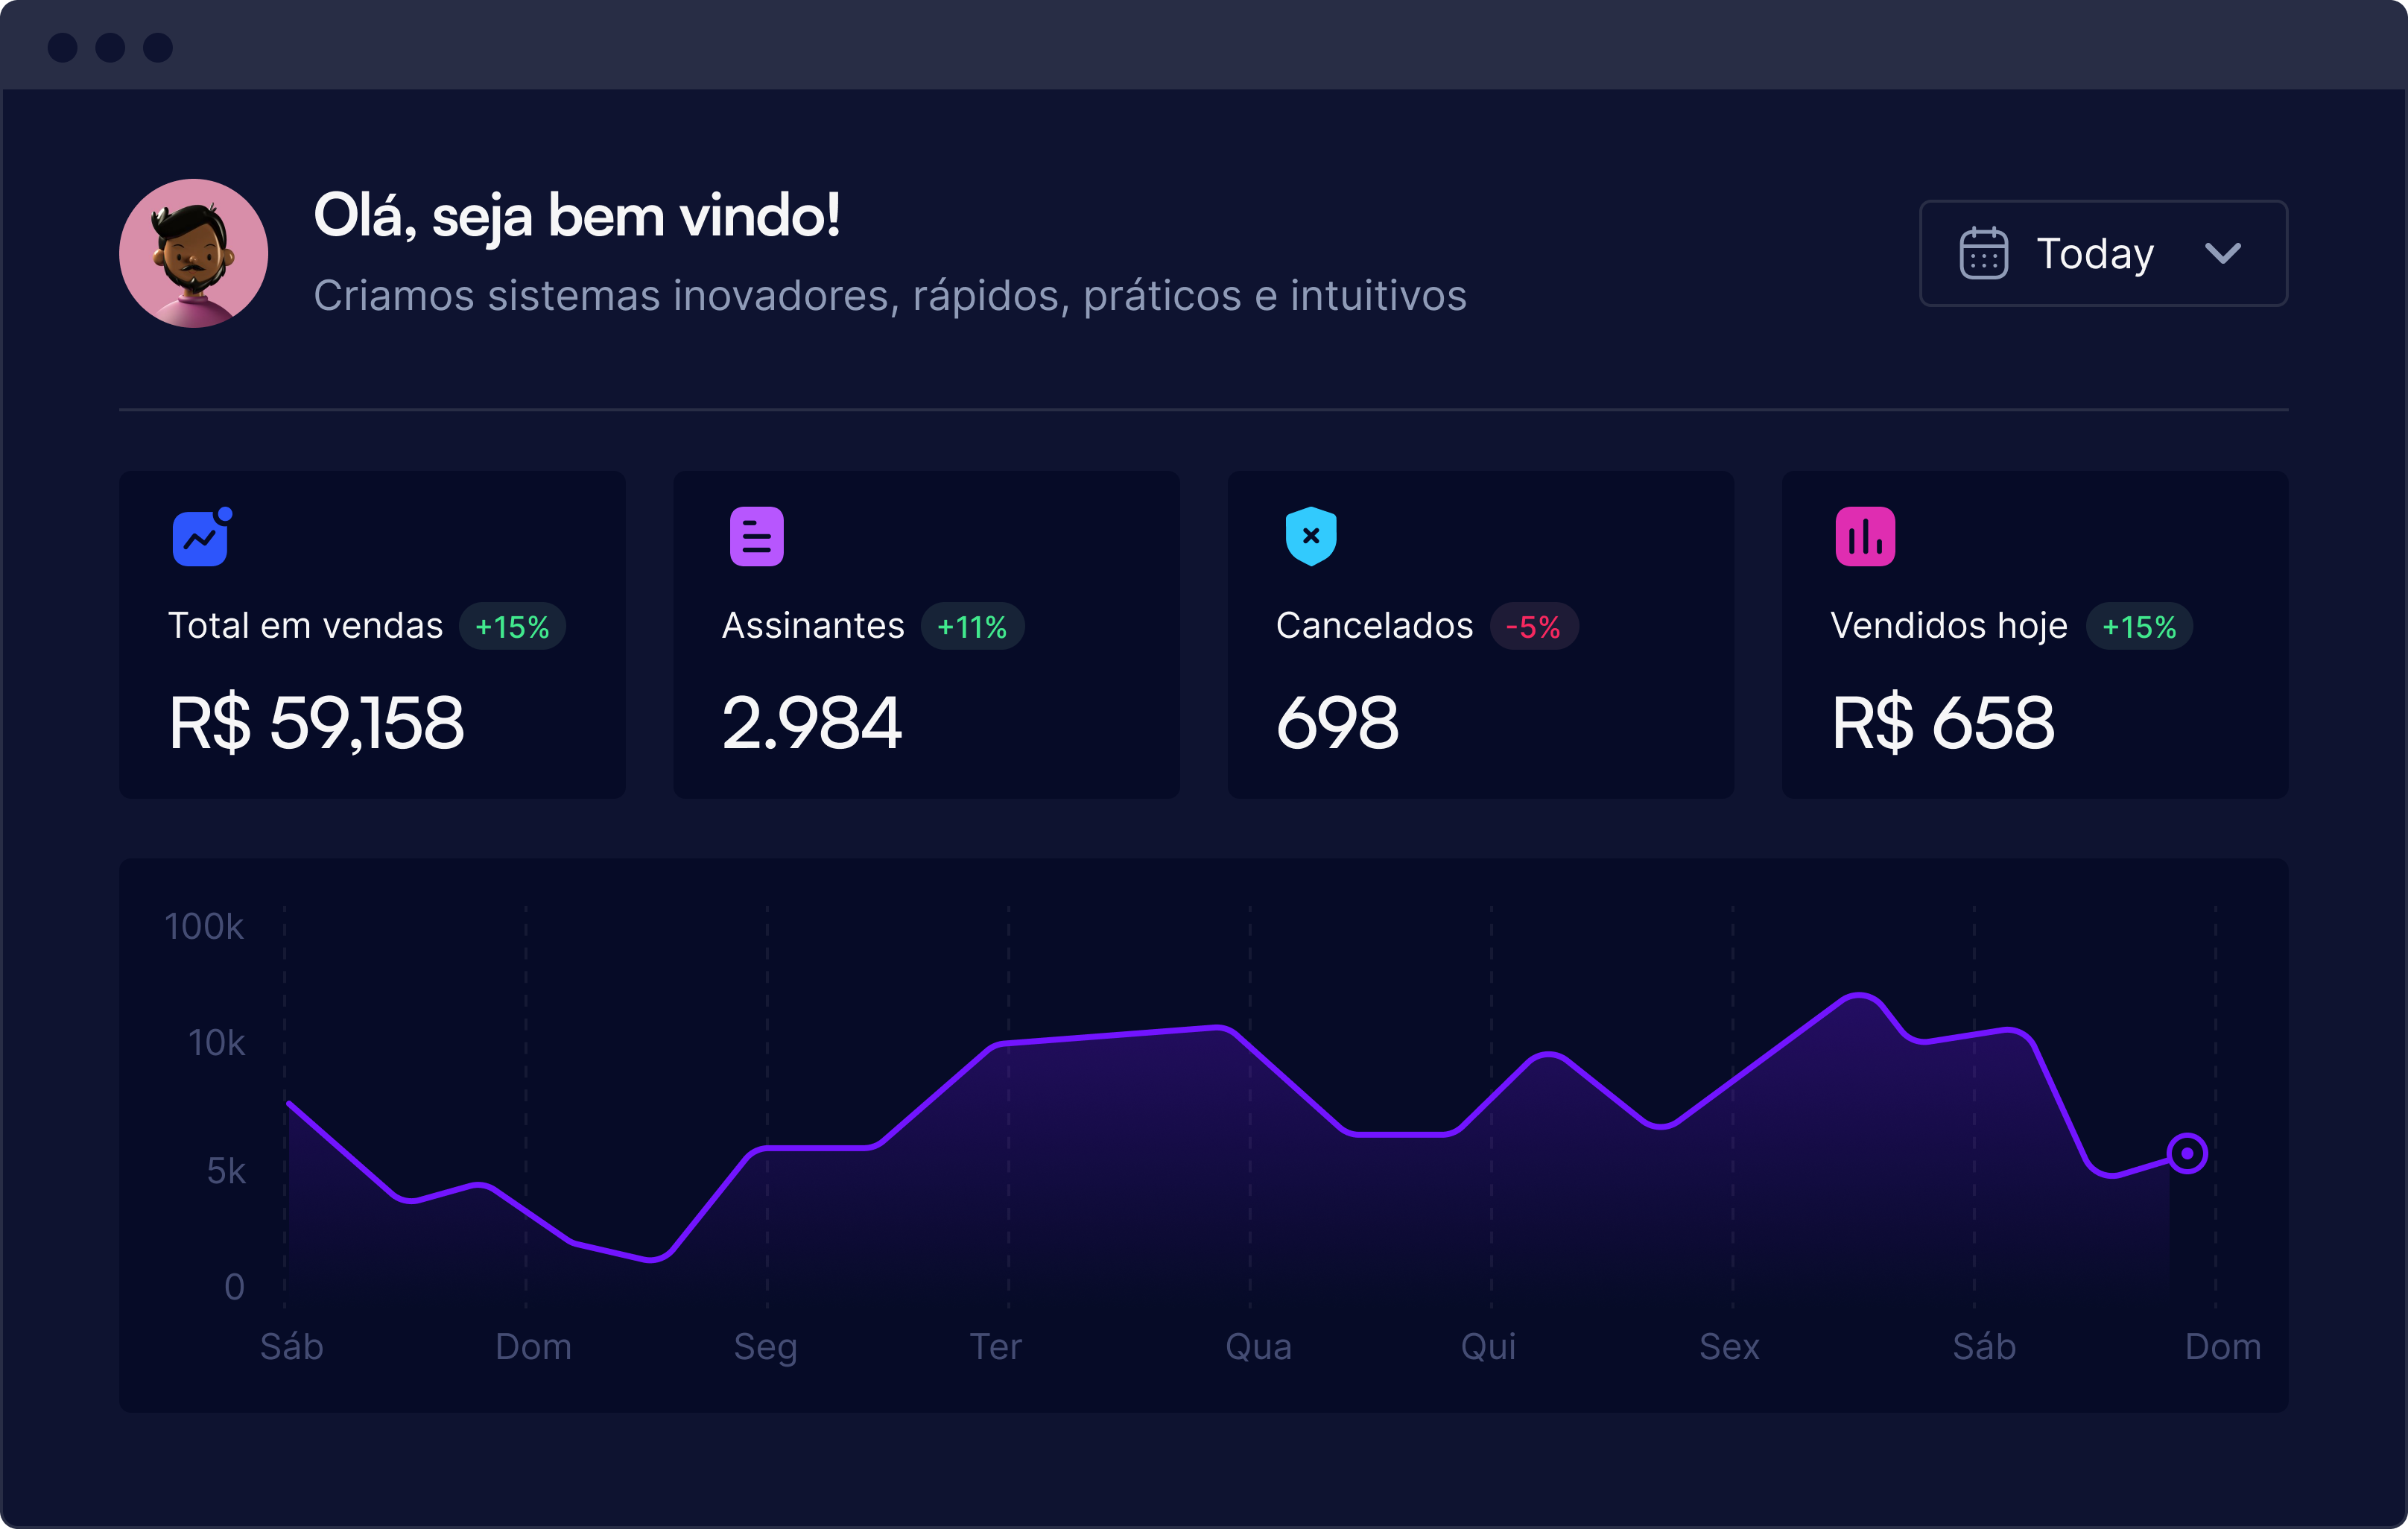 Olá, seja bem vindo!
Criamos sistemas inovadores, rápidos, práticos e intuitivos
Today
Total em vendas +15%
R$ 59,158
Assinantes +11%
2.984
Cancelados -5%
698
Vendidos hoje +15%
R$ 658
100k
10k
5k
0
Sáb Dom Seg Ter Qua Qui Sex Sáb Dom